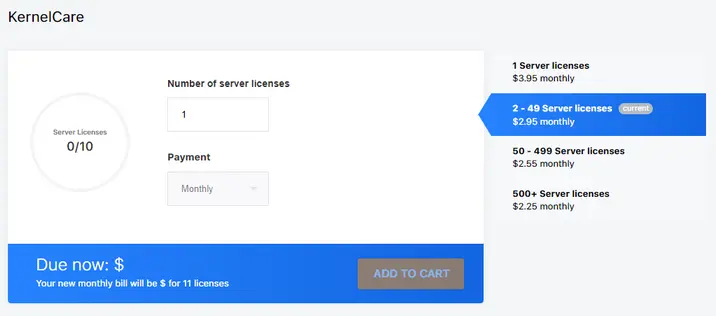 KernelCare
Server Licenses
0/10
Number of server licenses
1
Payment
Monthly
Due now: $
Your new monthly bill will be $ for 11 licenses
ADD TO CART
1 Server licenses
$3.95 monthly
2 - 49 Server licenses current
$2.95 monthly
50 - 499 Server licenses
$2.55 monthly
500+ Server licenses
$2.25 monthly